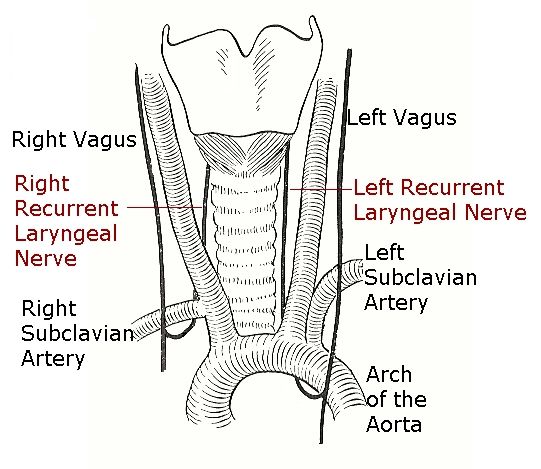 Right Vagus
Left Vagus
Right
Recurrent
Laryngeal
Nerve
Left Recurrent
Laryngeal Nerve
Left
Subclavian
Artery
Right
Subclavian
Artery
Arch
of the
Aorta